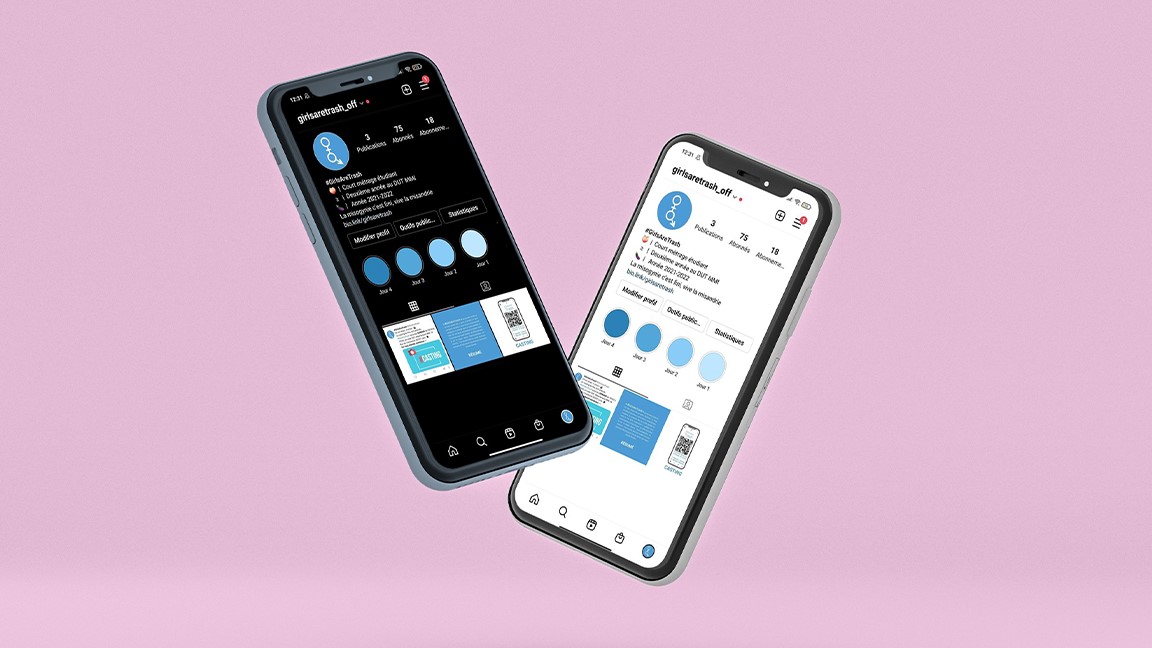 12:31
girlsaretrash_off
3
Publications
75
Abonnés
18
Abonneme...
#GirlsAreTrash
🍑 | Court métrage étudiant
| Deuxième année au DUT MMI
🍆 | Année 2021-2022
La misogynie c'est fini, vive la misandrie
bio.link/girlsaretrash
Modifier profil
Outils public...
Statistiques
Jour 4
Jour 3
Jour 2
Jour 1
CASTING
RÉSUMÉ
CASTING
12:31
girlsaretrash_off
3
Publications
75
Abonnés
18
Abonneme...
#GirlsAreTrash
🍑 | Court métrage étudiant
| Deuxième année au DUT MMI
🍆 | Année 2021-2022
La misogynie c'est fini, vive la misandrie
bio.link/girlsaretrash
Modifier profil
Outils public...
Statistiques
Jour 4
Jour 3
Jour 2
Jour 1
RÉSUMÉ
CASTING